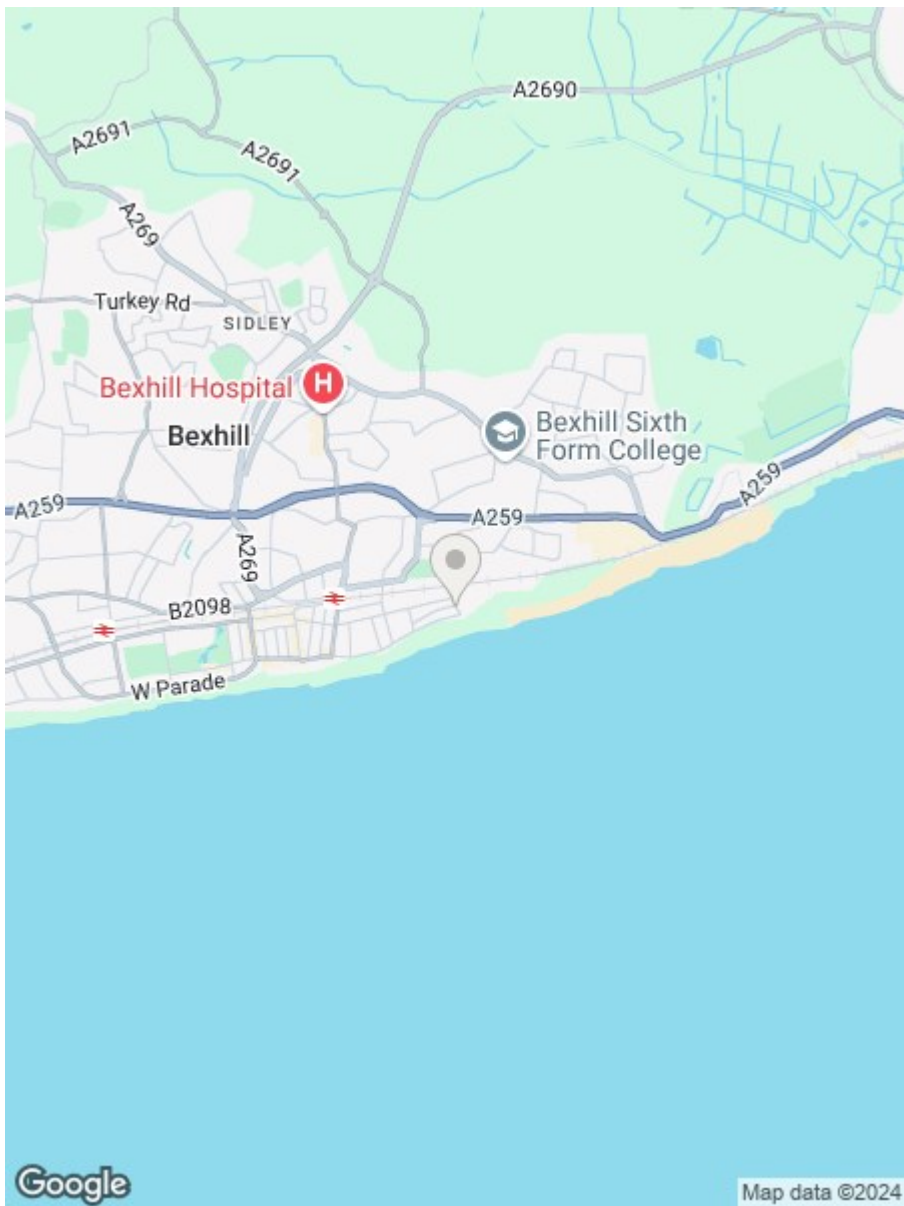 A2690
A2691
A2691
A269
Turkey Rd
SIDLEY
Bexhill Hospital
H
Bexhill
Bexhill Sixth
Form College
A259
A259
A259
A269
B2098
W Parade
Google
Map data ©2024